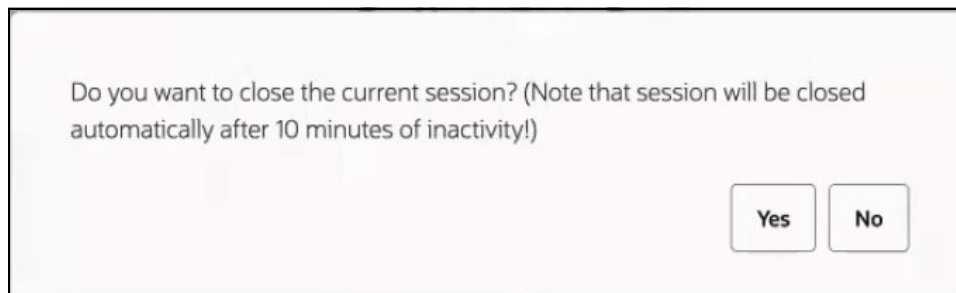 Do you want to close the current session? (Note that session will be closed
automatically after 10 minutes of inactivity!)
Yes No